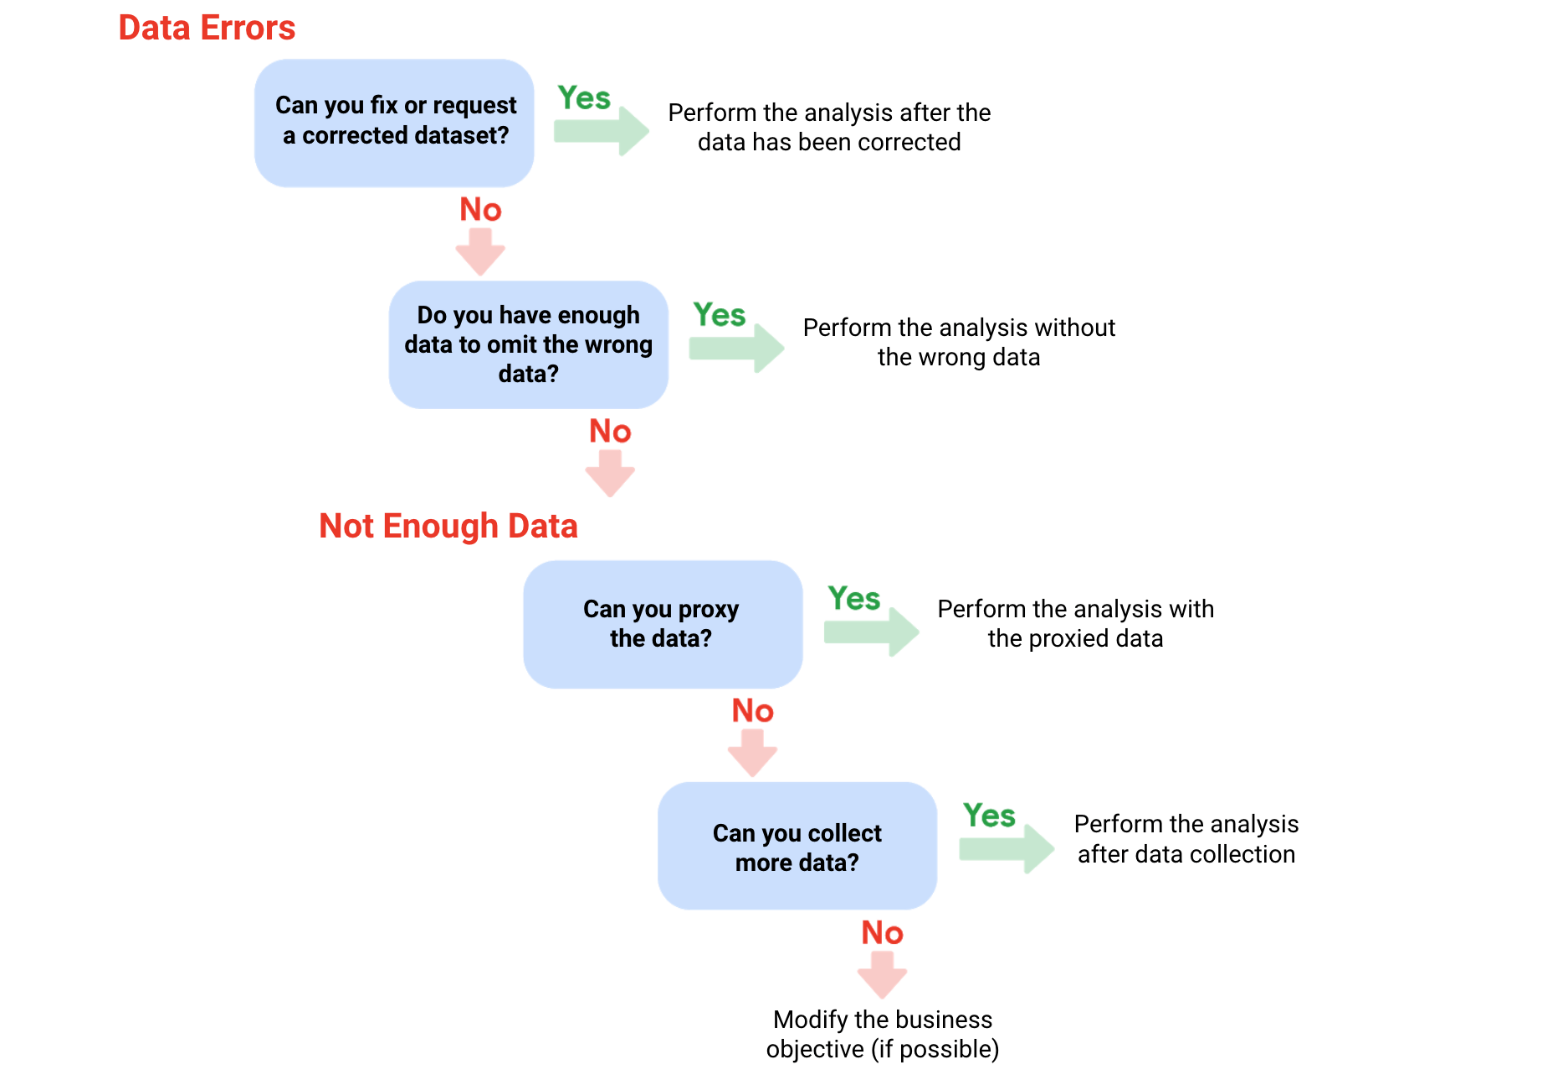 Data Errors
Can you fix or request
a corrected dataset?
Yes
Perform the analysis after the
data has been corrected
No
Do you have enough
data to omit the wrong
data?
Yes
Perform the analysis without
the wrong data
No
Not Enough Data
Can you proxy
the data?
Yes
Perform the analysis with
the proxied data
No
Can you collect
more data?
Yes
Perform the analysis
after data collection
No
Modify the business
objective (if possible)